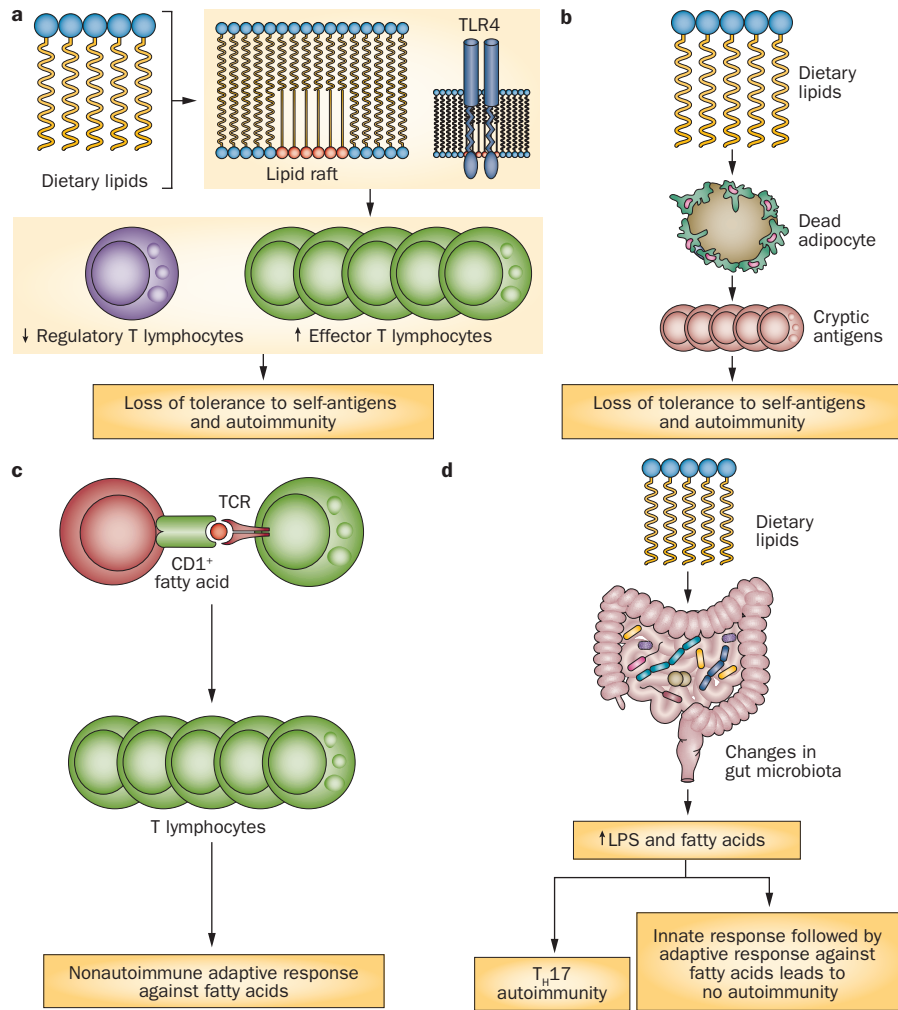 a
TLR4
Dietary lipids
Lipid raft
↓ Regulatory T lymphocytes
↑ Effector T lymphocytes
Loss of tolerance to self-antigens
and autoimmunity
b
Dietary
lipids
Dead
adipocyte
Cryptic
antigens
Loss of tolerance to self-antigens
and autoimmunity
c
TCR
CD1⁺
fatty acid
T lymphocytes
Nonautoimmune adaptive response
against fatty acids
d
Dietary
lipids
Changes in
gut microbiota
↑LPS and fatty acids
T_H17
autoimmunity
Innate response followed by
adaptive response against
fatty acids leads to
no autoimmunity